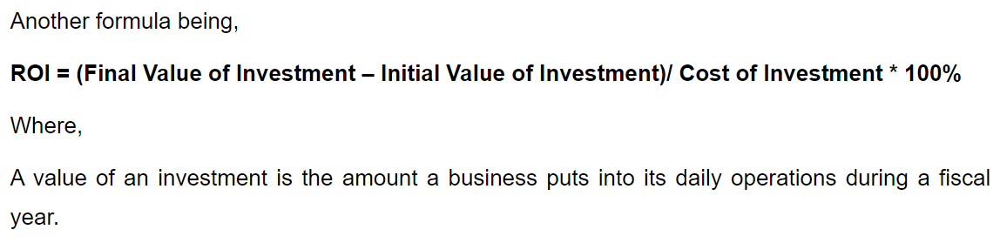 Another formula being,
ROI = (Final Value of Investment – Initial Value of Investment)/ Cost of Investment * 100%
Where,
A value of an investment is the amount a business puts into its daily operations during a fiscal
year.